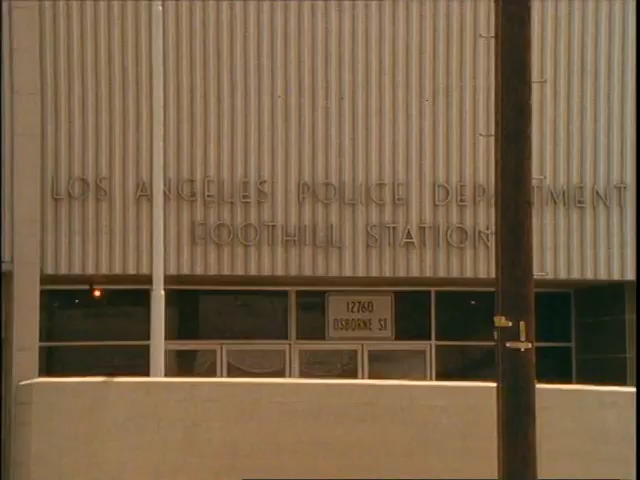 LOS ANGELES POLICE DEPARTMENT
FOOTHILL STATION
12760
OSBORNE ST